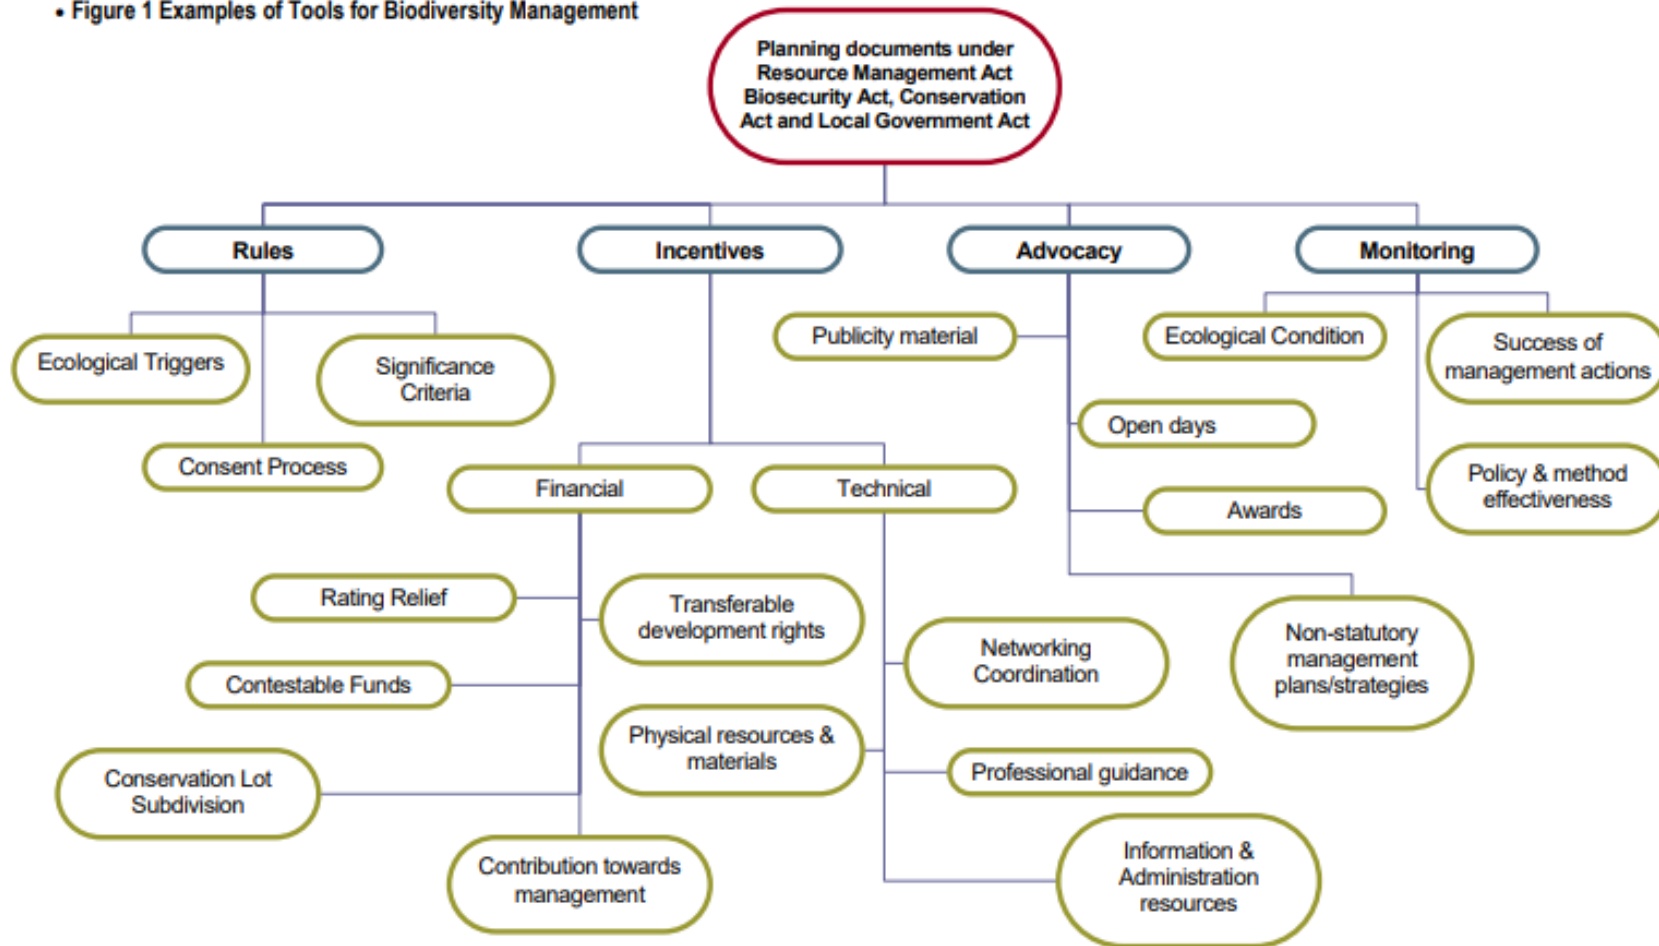 • Figure 1 Examples of Tools for Biodiversity Management
Planning documents under
Resource Management Act
Biosecurity Act, Conservation
Act and Local Government Act
Rules
Incentives
Advocacy
Monitoring
Ecological Triggers
Significance
Criteria
Consent Process
Financial
Technical
Rating Relief
Contestable Funds
Conservation Lot
Subdivision
Transferable
development rights
Contribution towards
management
Physical resources &
materials
Networking
Coordination
Professional guidance
Information &
Administration
resources
Publicity material
Open days
Awards
Non-statutory
management
plans/strategies
Ecological Condition
Success of
management actions
Policy & method
effectiveness